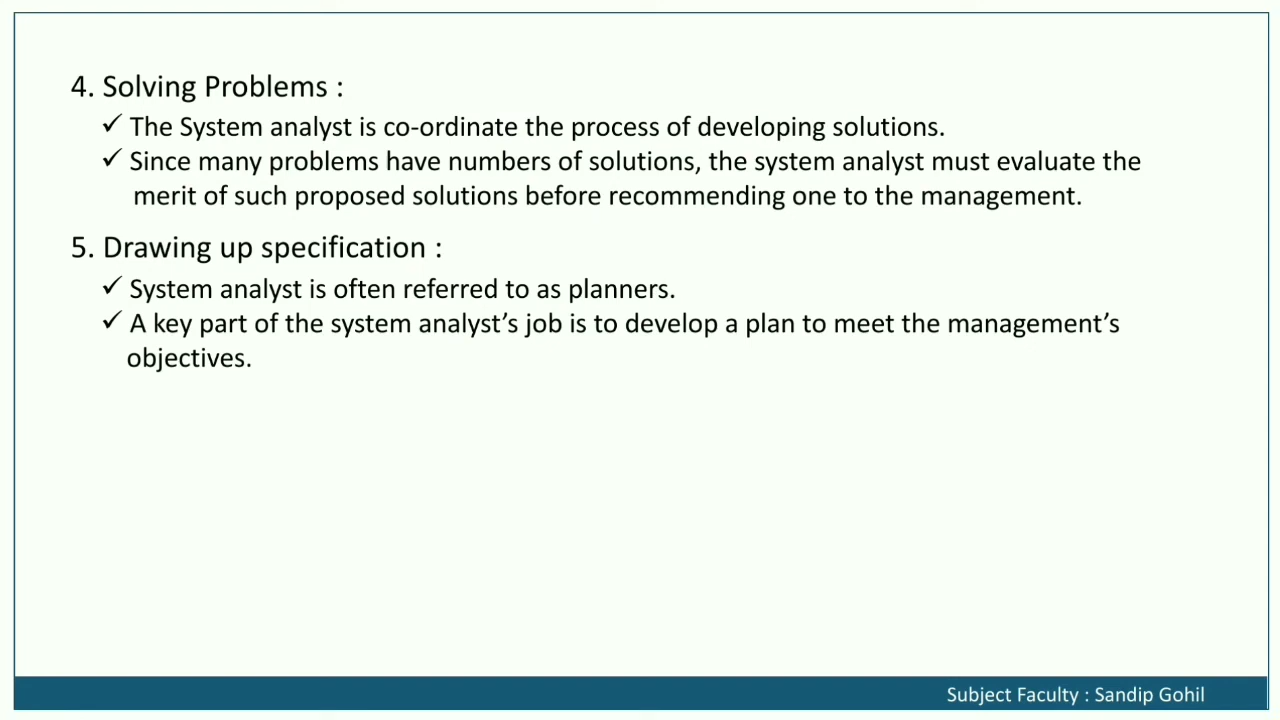 4. Solving Problems :
✓ The System analyst is co-ordinate the process of developing solutions.
✓ Since many problems have numbers of solutions, the system analyst must evaluate the
merit of such proposed solutions before recommending one to the management.
5. Drawing up specification :
✓ System analyst is often referred to as planners.
✓ A key part of the system analyst’s job is to develop a plan to meet the management’s
objectives.
Subject Faculty : Sandip Gohil